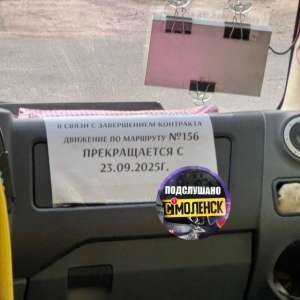 В СВЯЗИ С ЗАВЕРШЕНИЕМ КОНТРАКТА
ДВИЖЕНИЕ ПО МАРШРУТУ №156
ПРЕКРАЩАЕТСЯ С
23.09.2025Г.
ПОДСЛУШАНО
СМОЛЕНСК